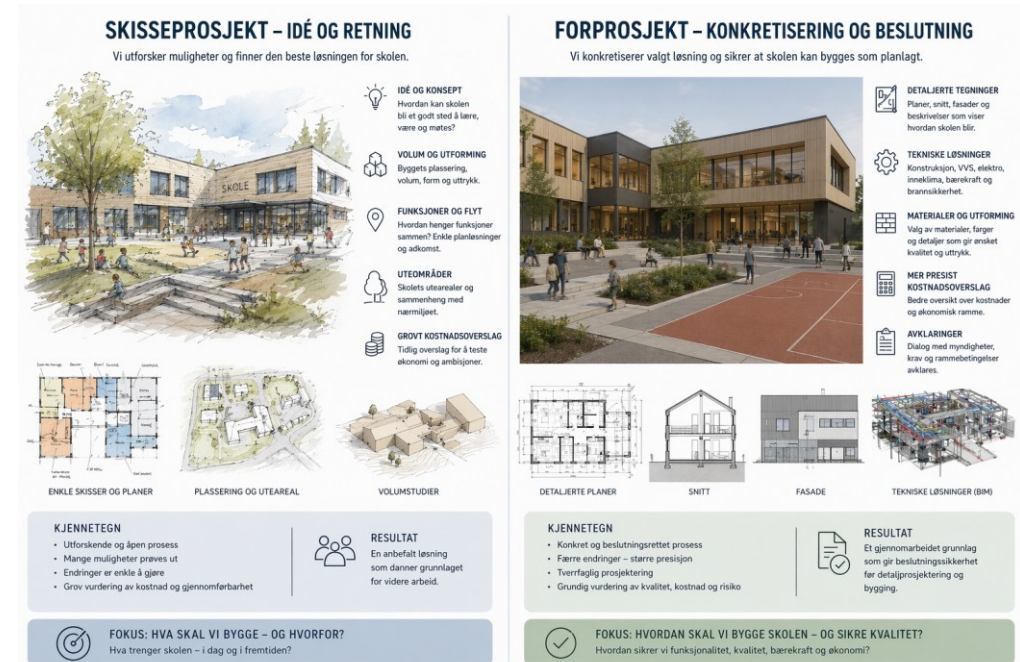 SKISSEPROSJEKT – IDÉ OG RETNING
Vi utforsker muligheter og finner den beste løsningen for skolen.
SKOLE
IDÉ OG KONSEPT
Hvordan kan skolen
bli et godt sted å lære,
være og møtes?
VOLUM OG UTFORMING
Byggets plassering,
volum, form og uttrykk.
FUNKSJONER OG FLYT
Hvordan henger funksjoner
sammen? Enkle planløsninger
og adkomst.
UTEOMRÅDER
Skolets utearealer og
sammenheng med
nærmiljøet.
GROVT KOSTNADSOVERSLAG
Tidlig overslag for å teste
økonomi og ambisjoner.
ENKLE SKISSER OG PLANER
PLASSERING OG UTEAREAL
VOLUMSTUDIER
KJENNETEGN
• Utforskende og åpen prosess
• Mange muligheter prøves ut
• Endringer er enkle å gjøre
• Grov vurdering av kostnad og gjennomførbarhet
RESULTAT
En anbefalt løsning
som danner grunnlaget
for videre arbeid.
FOKUS: HVA SKAL VI BYGGE – OG HVORFOR?
Hva trenger skolen – i dag og i fremtiden?
FORPROSJEKT – KONKRETISERING OG BESLUTNING
Vi konkretiserer valgt løsning og sikrer at skolen kan bygges som planlagt.
DETALJERTE TEGNINGER
Planer, snitt, fasader og
beskrivelser som viser
hvordan skolen blir.
TEKNISKE LØSNINGER
Konstruksjon, VVS, elektro,
inneklima, bærekraft og
brannsikkerhet.
MATERIALER OG UTFORMING
Valg av materialer, farger
og detaljer som gir ønsket
kvalitet og uttrykk.
MER PRESIST
KOSTNADSOVERSLAG
Bedre oversikt over kostnader
og økonomisk ramme.
AVKLARINGER
Dialog med myndigheter,
krav og rammebetingelser
avklares.
DETALJERTE PLANER
SNITT
FASADE
TEKNISKE LØSNINGER (BIM)
KJENNETEGN
• Konkret og beslutningsrettet prosess
• Færre endringer – større presisjon
• Tverrfaglig prosjektering
• Grundig vurdering av kvalitet, kostnad og risiko
RESULTAT
Et gjennomarbeidet grunnlag
som gir beslutningssikkerhet
før detaljprosjektering og
bygging.
FOKUS: HVORDAN SKAL VI BYGGE SKOLEN – OG SIKRE KVALITET?
Hvordan sikrer vi funksjonalitet, kvalitet, bærekraft og økonomi?